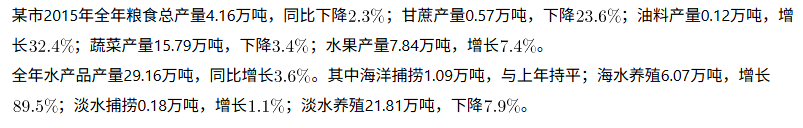 某市2015年全年粮食总产量4.16万吨，同比下降2.3%；甘蔗产量0.57万吨，下降23.6%；油料产量0.12万吨，增
长32.4%；蔬菜产量15.79万吨，下降3.4%；水果产量7.84万吨，增长7.4%。
全年水产品产量29.16万吨，同比增长3.6%。其中海洋捕捞1.09万吨，与上年持平；海水养殖6.07万吨，增长
89.5%；淡水捕捞0.18万吨，增长1.1%；淡水养殖21.81万吨，下降7.9%。